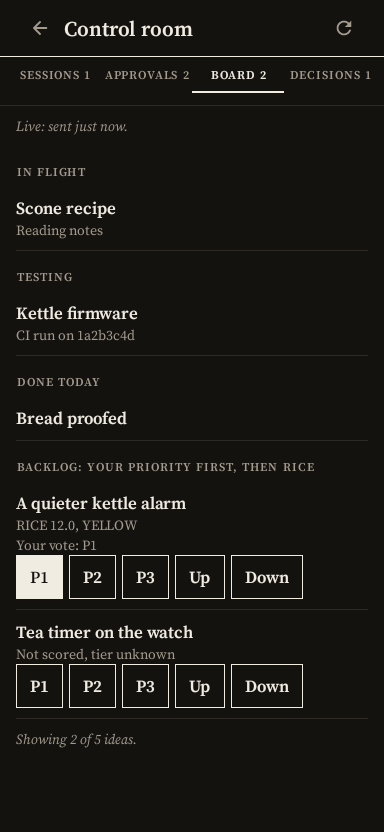 Control room
SESSIONS 1 APPROVALS 2 BOARD 2 DECISIONS 1
Live: sent just now.
IN FLIGHT
Scone recipe
Reading notes
TESTING
Kettle firmware
CI run on 1a2b3c4d
DONE TODAY
Bread proofed
BACKLOG: YOUR PRIORITY FIRST, THEN RICE
A quieter kettle alarm
RICE 12.0, YELLOW
Your vote: P1
P1 P2 P3 Up Down
Tea timer on the watch
Not scored, tier unknown
P1 P2 P3 Up Down
Showing 2 of 5 ideas.